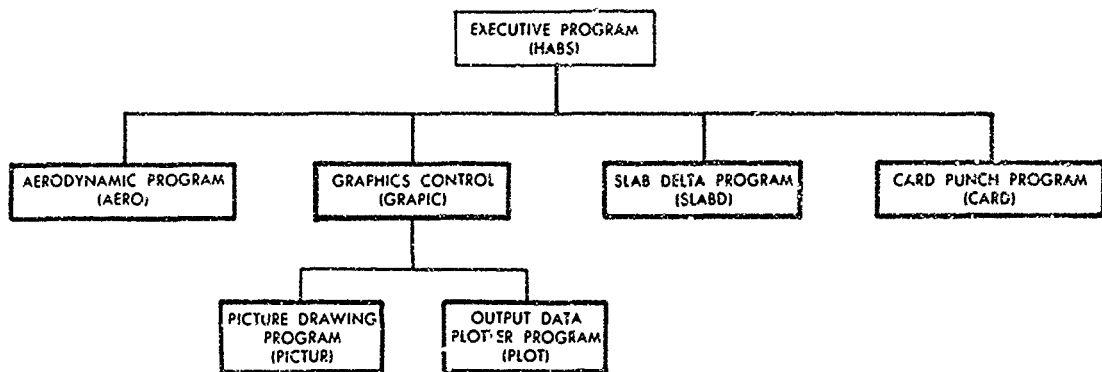 EXECUTIVE PROGRAM
(HABS)
AERODYNAMIC PROGRAM
(AERO)
GRAPHICS CONTROL
(GRAPIC)
SLAB DELTA PROGRAM
(SLABD)
CARD PUNCH PROGRAM
(CARD)
PICTURE DRAWING
PROGRAM
(PICTUR)
OUTPUT DATA
PLOTTER PROGRAM
(PLOT)